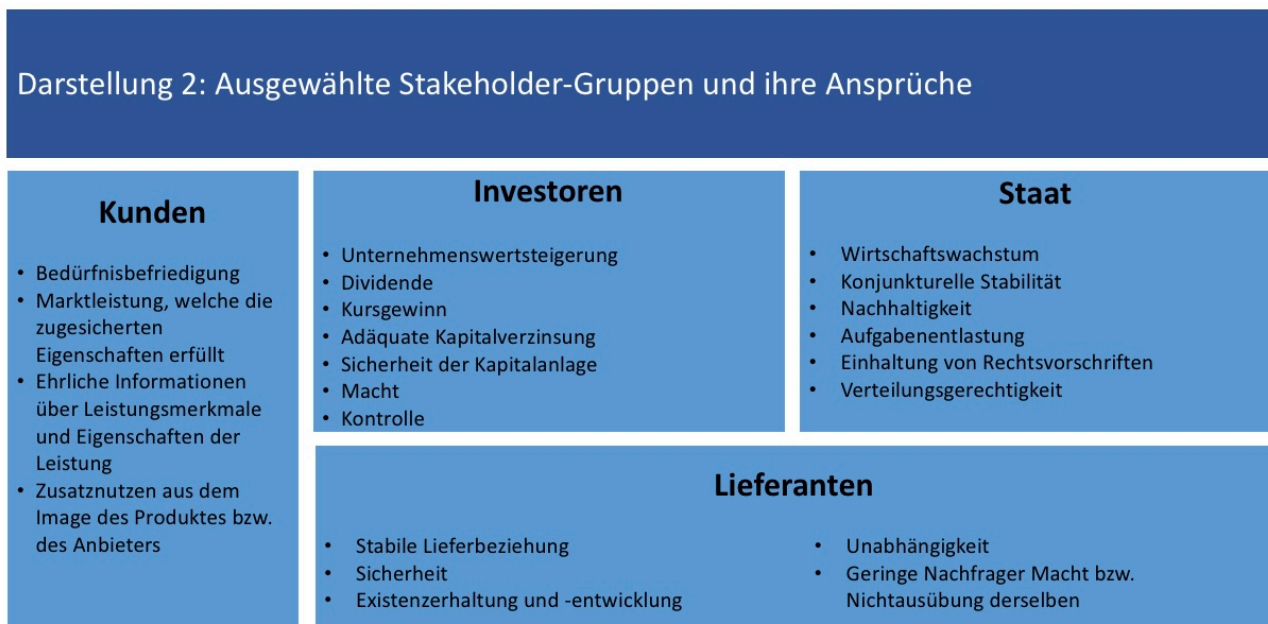 Darstellung 2: Ausgewählte Stakeholder-Gruppen und ihre Ansprüche
Kunden
• Bedürfnisbefriedigung
• Marktleistung, welche die
zugesicherten
Eigenschaften erfüllt
• Ehrliche Informationen
über Leistungsmerkmale
und Eigenschaften der
Leistung
• Zusatznutzen aus dem
Image des Produktes bzw.
des Anbieters
Investoren
• Unternehmenswertsteigerung
• Dividende
• Kursgewinn
• Adäquate Kapitalverzinsung
• Sicherheit der Kapitalanlage
• Macht
• Kontrolle
Staat
• Wirtschaftswachstum
• Konjunkturelle Stabilität
• Nachhaltigkeit
• Aufgabenentlastung
• Einhaltung von Rechtsvorschriften
• Verteilungsgerechtigkeit
Lieferanten
• Stabile Lieferbeziehung
• Sicherheit
• Existenzerhaltung und -entwicklung
• Unabhängigkeit
• Geringe Nachfrager Macht bzw.
Nichtausübung derselben